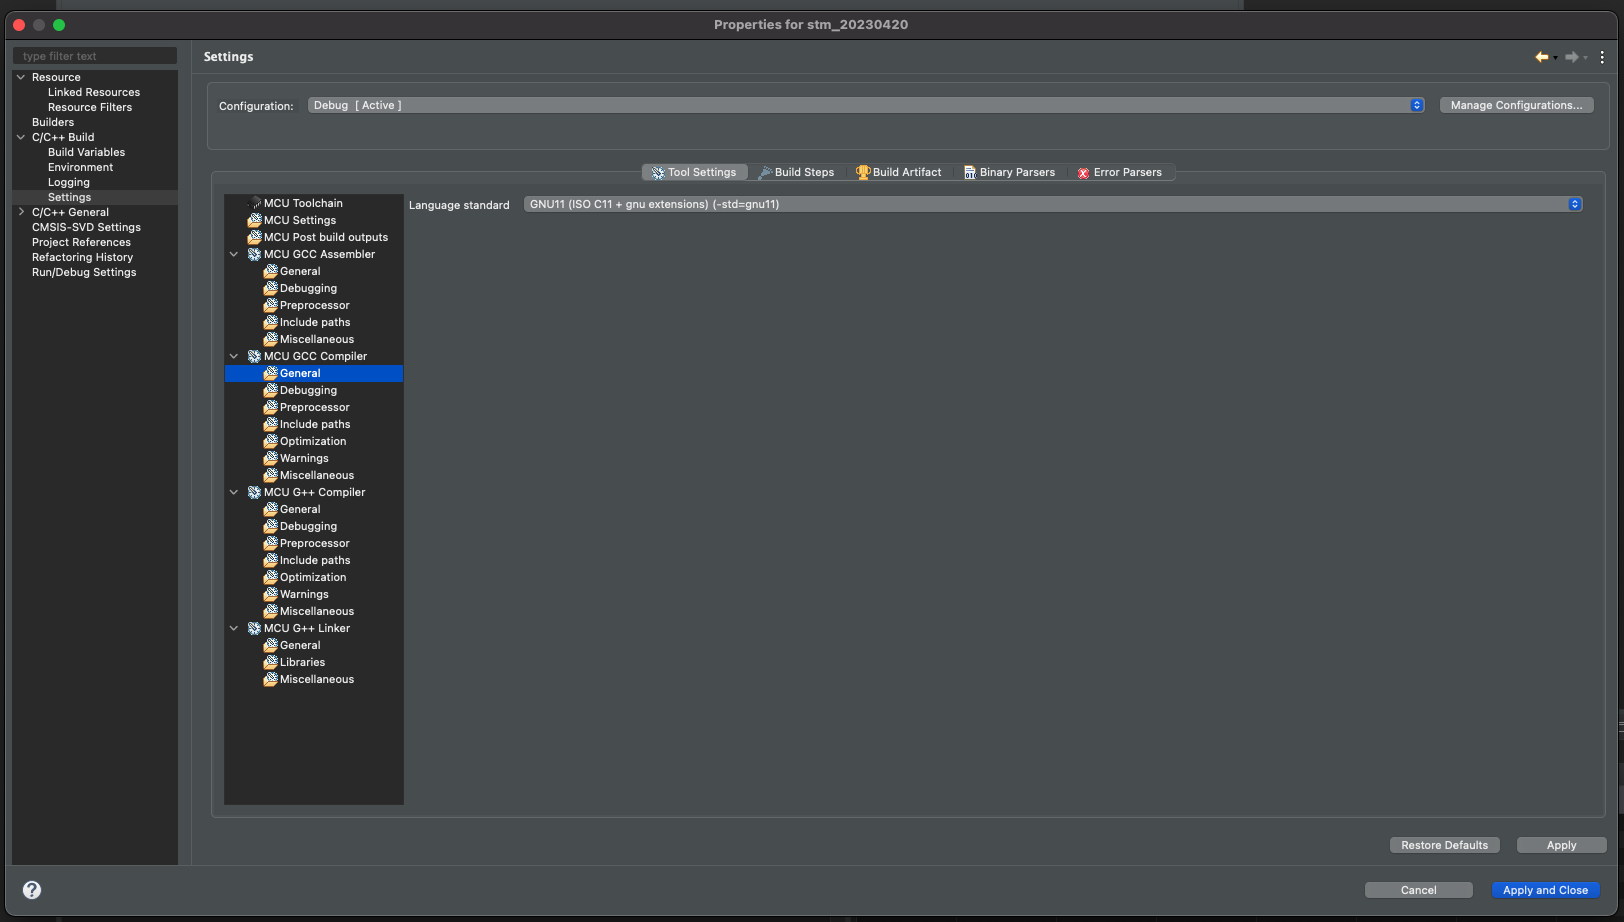 Properties for stm_20230420
type filter text
Resource
Linked Resources
Resource Filters
Builders
C/C++ Build
Build Variables
Environment
Logging
Settings
C/C++ General
CMSIS-SVD Settings
Project References
Refactoring History
Run/Debug Settings
Settings
Configuration: Debug [ Active ] Manage Configurations...
Tool Settings Build Steps Build Artifact Binary Parsers Error Parsers
MCU Toolchain
MCU Settings
MCU Post build outputs
MCU GCC Assembler
General
Debugging
Preprocessor
Include paths
Miscellaneous
MCU GCC Compiler
General
Debugging
Preprocessor
Include paths
Optimization
Warnings
Miscellaneous
MCU G++ Compiler
General
Debugging
Preprocessor
Include paths
Optimization
Warnings
Miscellaneous
MCU G++ Linker
General
Libraries
Miscellaneous
Language standard GNU11 (ISO C11 + gnu extensions) (-std=gnu11)
Restore Defaults Apply
? Cancel Apply and Close